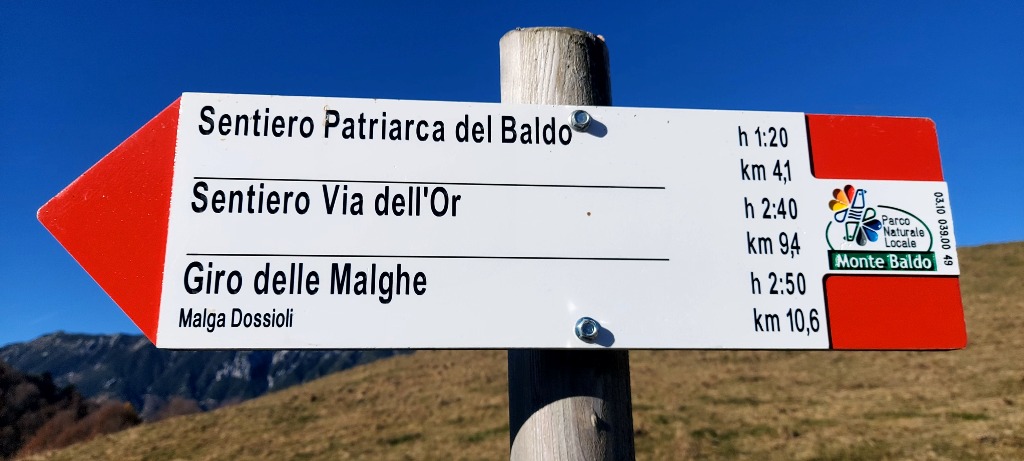 Sentiero Patriarca del Baldo
h 1:20
km 4,1
Sentiero Via dell'Or
h 2:40
km 9,4
Giro delle Malghe
h 2:50
Malga Dossioli
km 10,6
Parco
Naturale
Locale
Monte Baldo
03.10 039.00 49